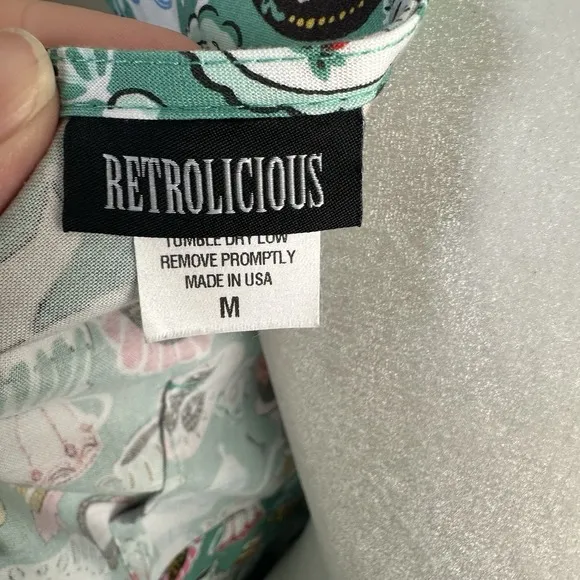 RETROLICIOUS
TUMBLE DRY LOW
REMOVE PROMPTLY
MADE IN USA
M